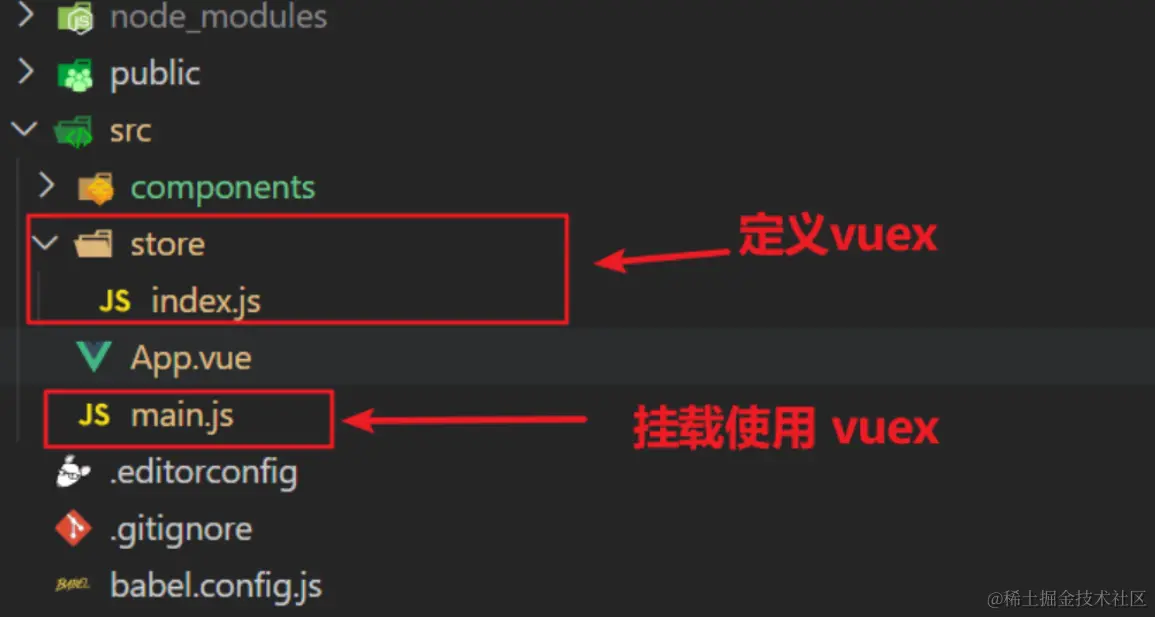 node_modules
public
src
components
store
定义vuex
JS index.js
App.vue
JS main.js
挂载使用 vuex
.editorconfig
.gitignore
BABEL babel.config.js
@稀土掘金技术社区